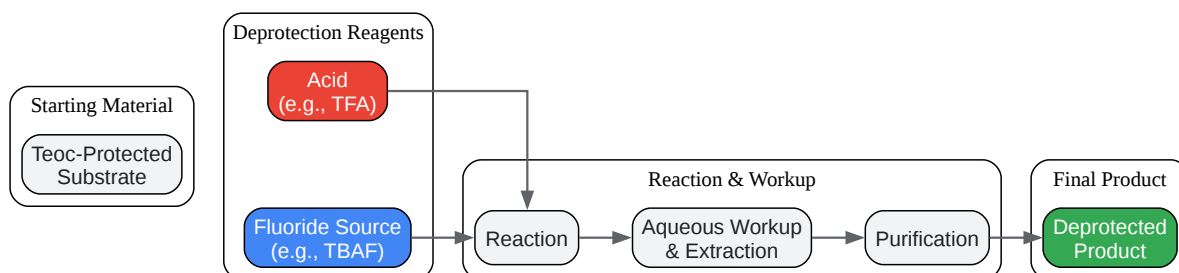 Starting Material
Teoc-Protected
Substrate
Deprotection Reagents
Acid
(e.g., TFA)
Fluoride Source
(e.g., TBAF)
Reaction & Workup
Reaction
Aqueous Workup
& Extraction
Purification
Final Product
Deprotected
Product